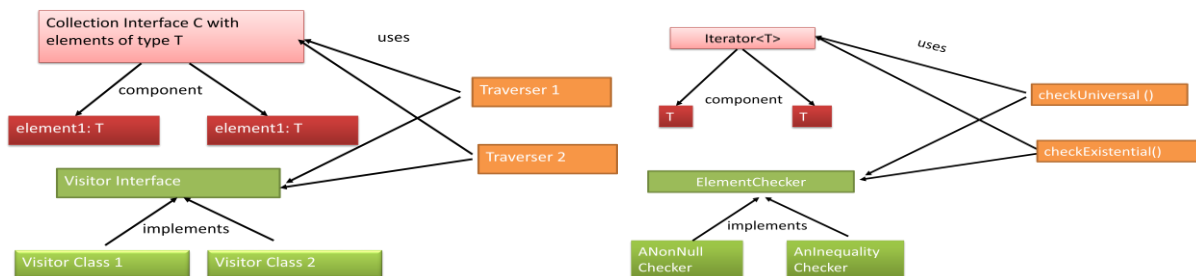 Collection Interface C with
elements of type T
uses
component
Traverser 1
element1: T
element1: T
Traverser 2
Visitor Interface
implements
Visitor Class 1
Visitor Class 2
Iterator<T>
uses
component
checkUniversal ()
T
T
checkExistential()
ElementChecker
implements
ANonNull
Checker
AnInequality
Checker